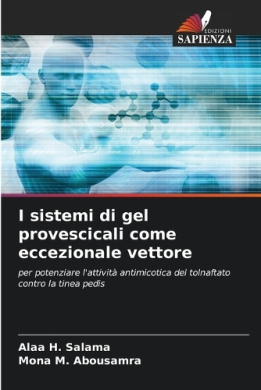 EDIZIONI
SAPIENZA
I sistemi di gel
provescicali come
eccezionale vettore
per potenziare l'attività antimicotica del tolnaftato
contro la tinea pedis
Alaa H. Salama
Mona M. Abousamra